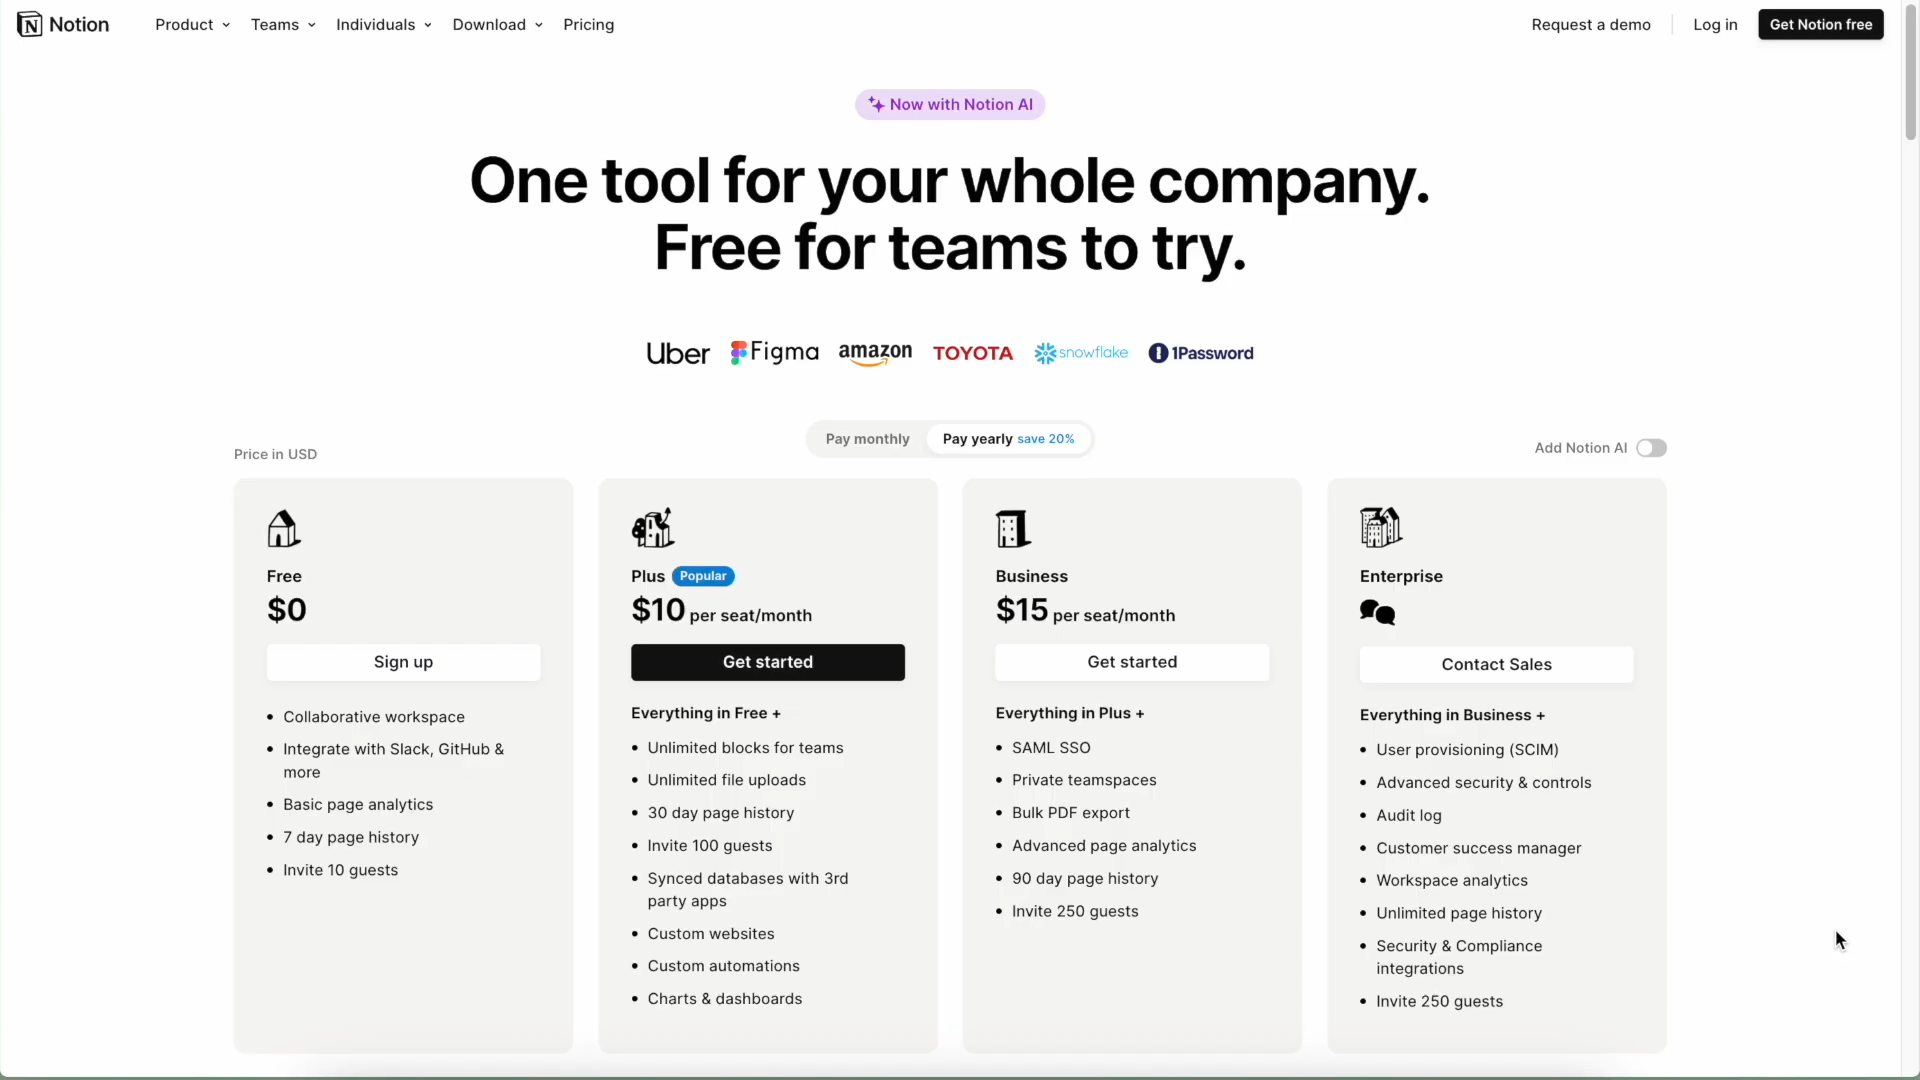 Notion
Product
Teams
Individuals
Download
Pricing
Request a demo
Log in
Get Notion free
Now with Notion AI
One tool for your whole company.
Free for teams to try.
Uber
Figma
amazon
TOYOTA
snowflake
1Password
Price in USD
Pay monthly
Pay yearly save 20%
Add Notion AI
Free
$0
Sign up
Collaborative workspace
Integrate with Slack, GitHub &
more
Basic page analytics
7 day page history
Invite 10 guests
Plus Popular
$10 per seat/month
Get started
Everything in Free +
Unlimited blocks for teams
Unlimited file uploads
30 day page history
Invite 100 guests
Synced databases with 3rd
party apps
Custom websites
Custom automations
Charts & dashboards
Business
$15 per seat/month
Get started
Everything in Plus +
SAML SSO
Private teamspaces
Bulk PDF export
Advanced page analytics
90 day page history
Invite 250 guests
Enterprise
Contact Sales
Everything in Business +
User provisioning (SCIM)
Advanced security & controls
Audit log
Customer success manager
Workspace analytics
Unlimited page history
Security & Compliance
integrations
Invite 250 guests